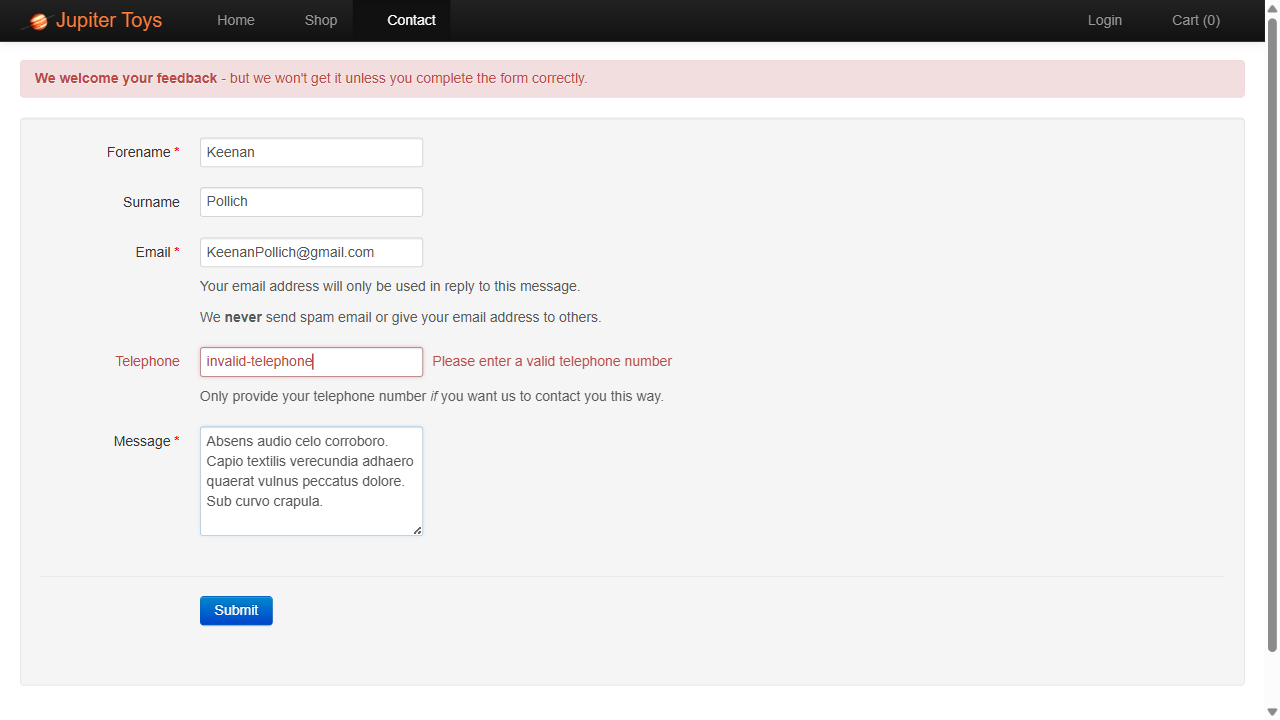 Jupiter Toys Home Shop Contact Login Cart (0)
We welcome your feedback - but we won't get it unless you complete the form correctly.
Forename * Keenan
Surname Pollich
Email * KeenanPollich@gmail.com
Your email address will only be used in reply to this message.
We never send spam email or give your email address to others.
Telephone invalid-telephone Please enter a valid telephone number
Only provide your telephone number if you want us to contact you this way.
Message * Absens audio celo corroboro.
Capio textilis verecundia adhaero
quaerat vulnus peccatus dolore.
Sub curvo crapula.
Submit